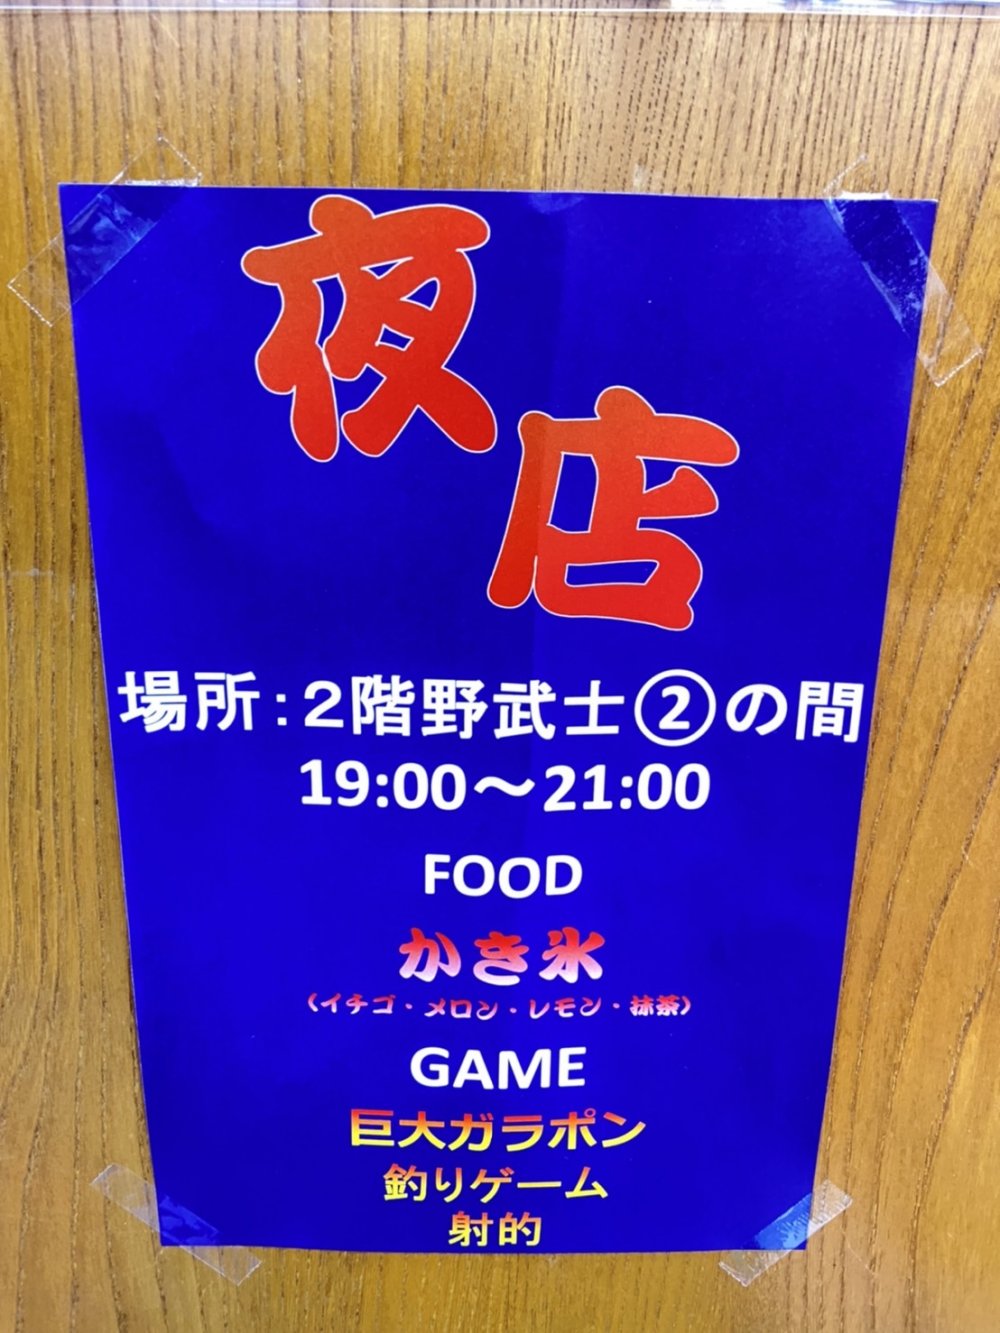 夜店
場所：2階野武士②の間
19:00～21:00
FOOD
かき氷
（イチゴ・メロン・レモン・抹茶）
GAME
巨大ガラポン
釣りゲーム
射的